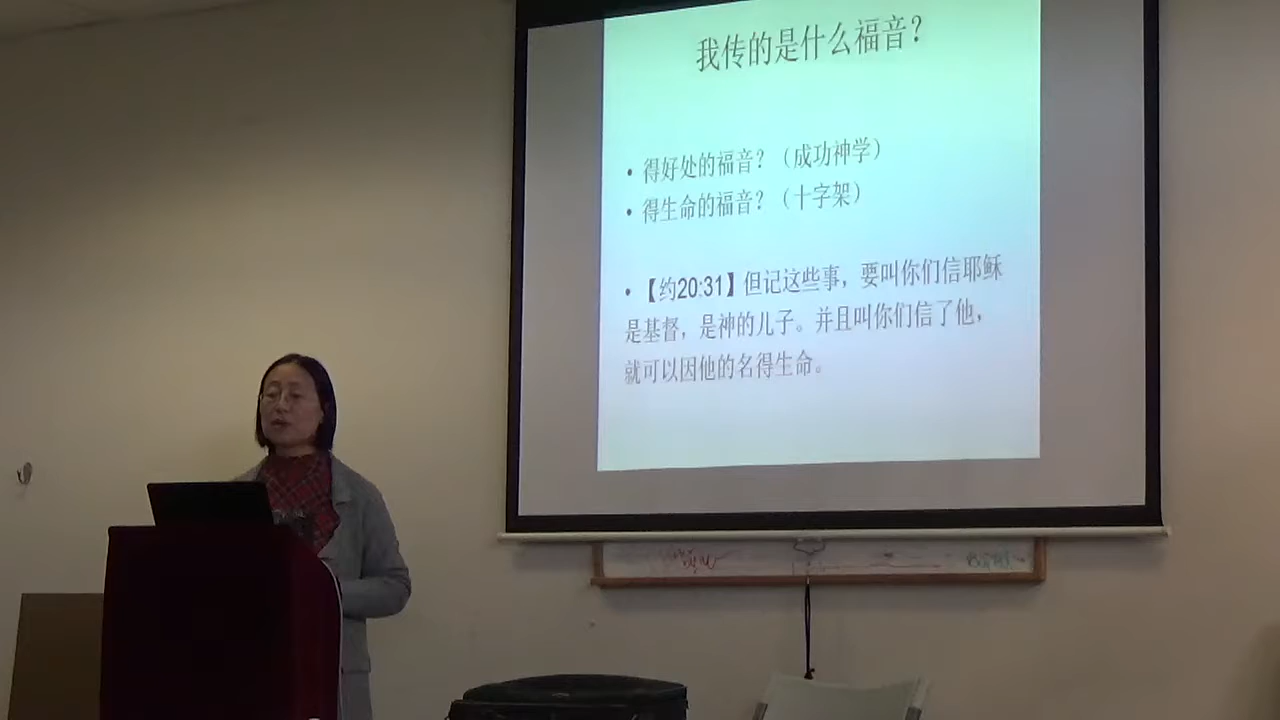 我传的是什么福音?
• 得好处的福音? (成功神学)
• 得生命的福音? (十字架)
• 【约20:31】但记这些事, 要叫你们信耶稣
是基督, 是神的儿子。并且叫你们信了他,
就可以因他的名得生命。